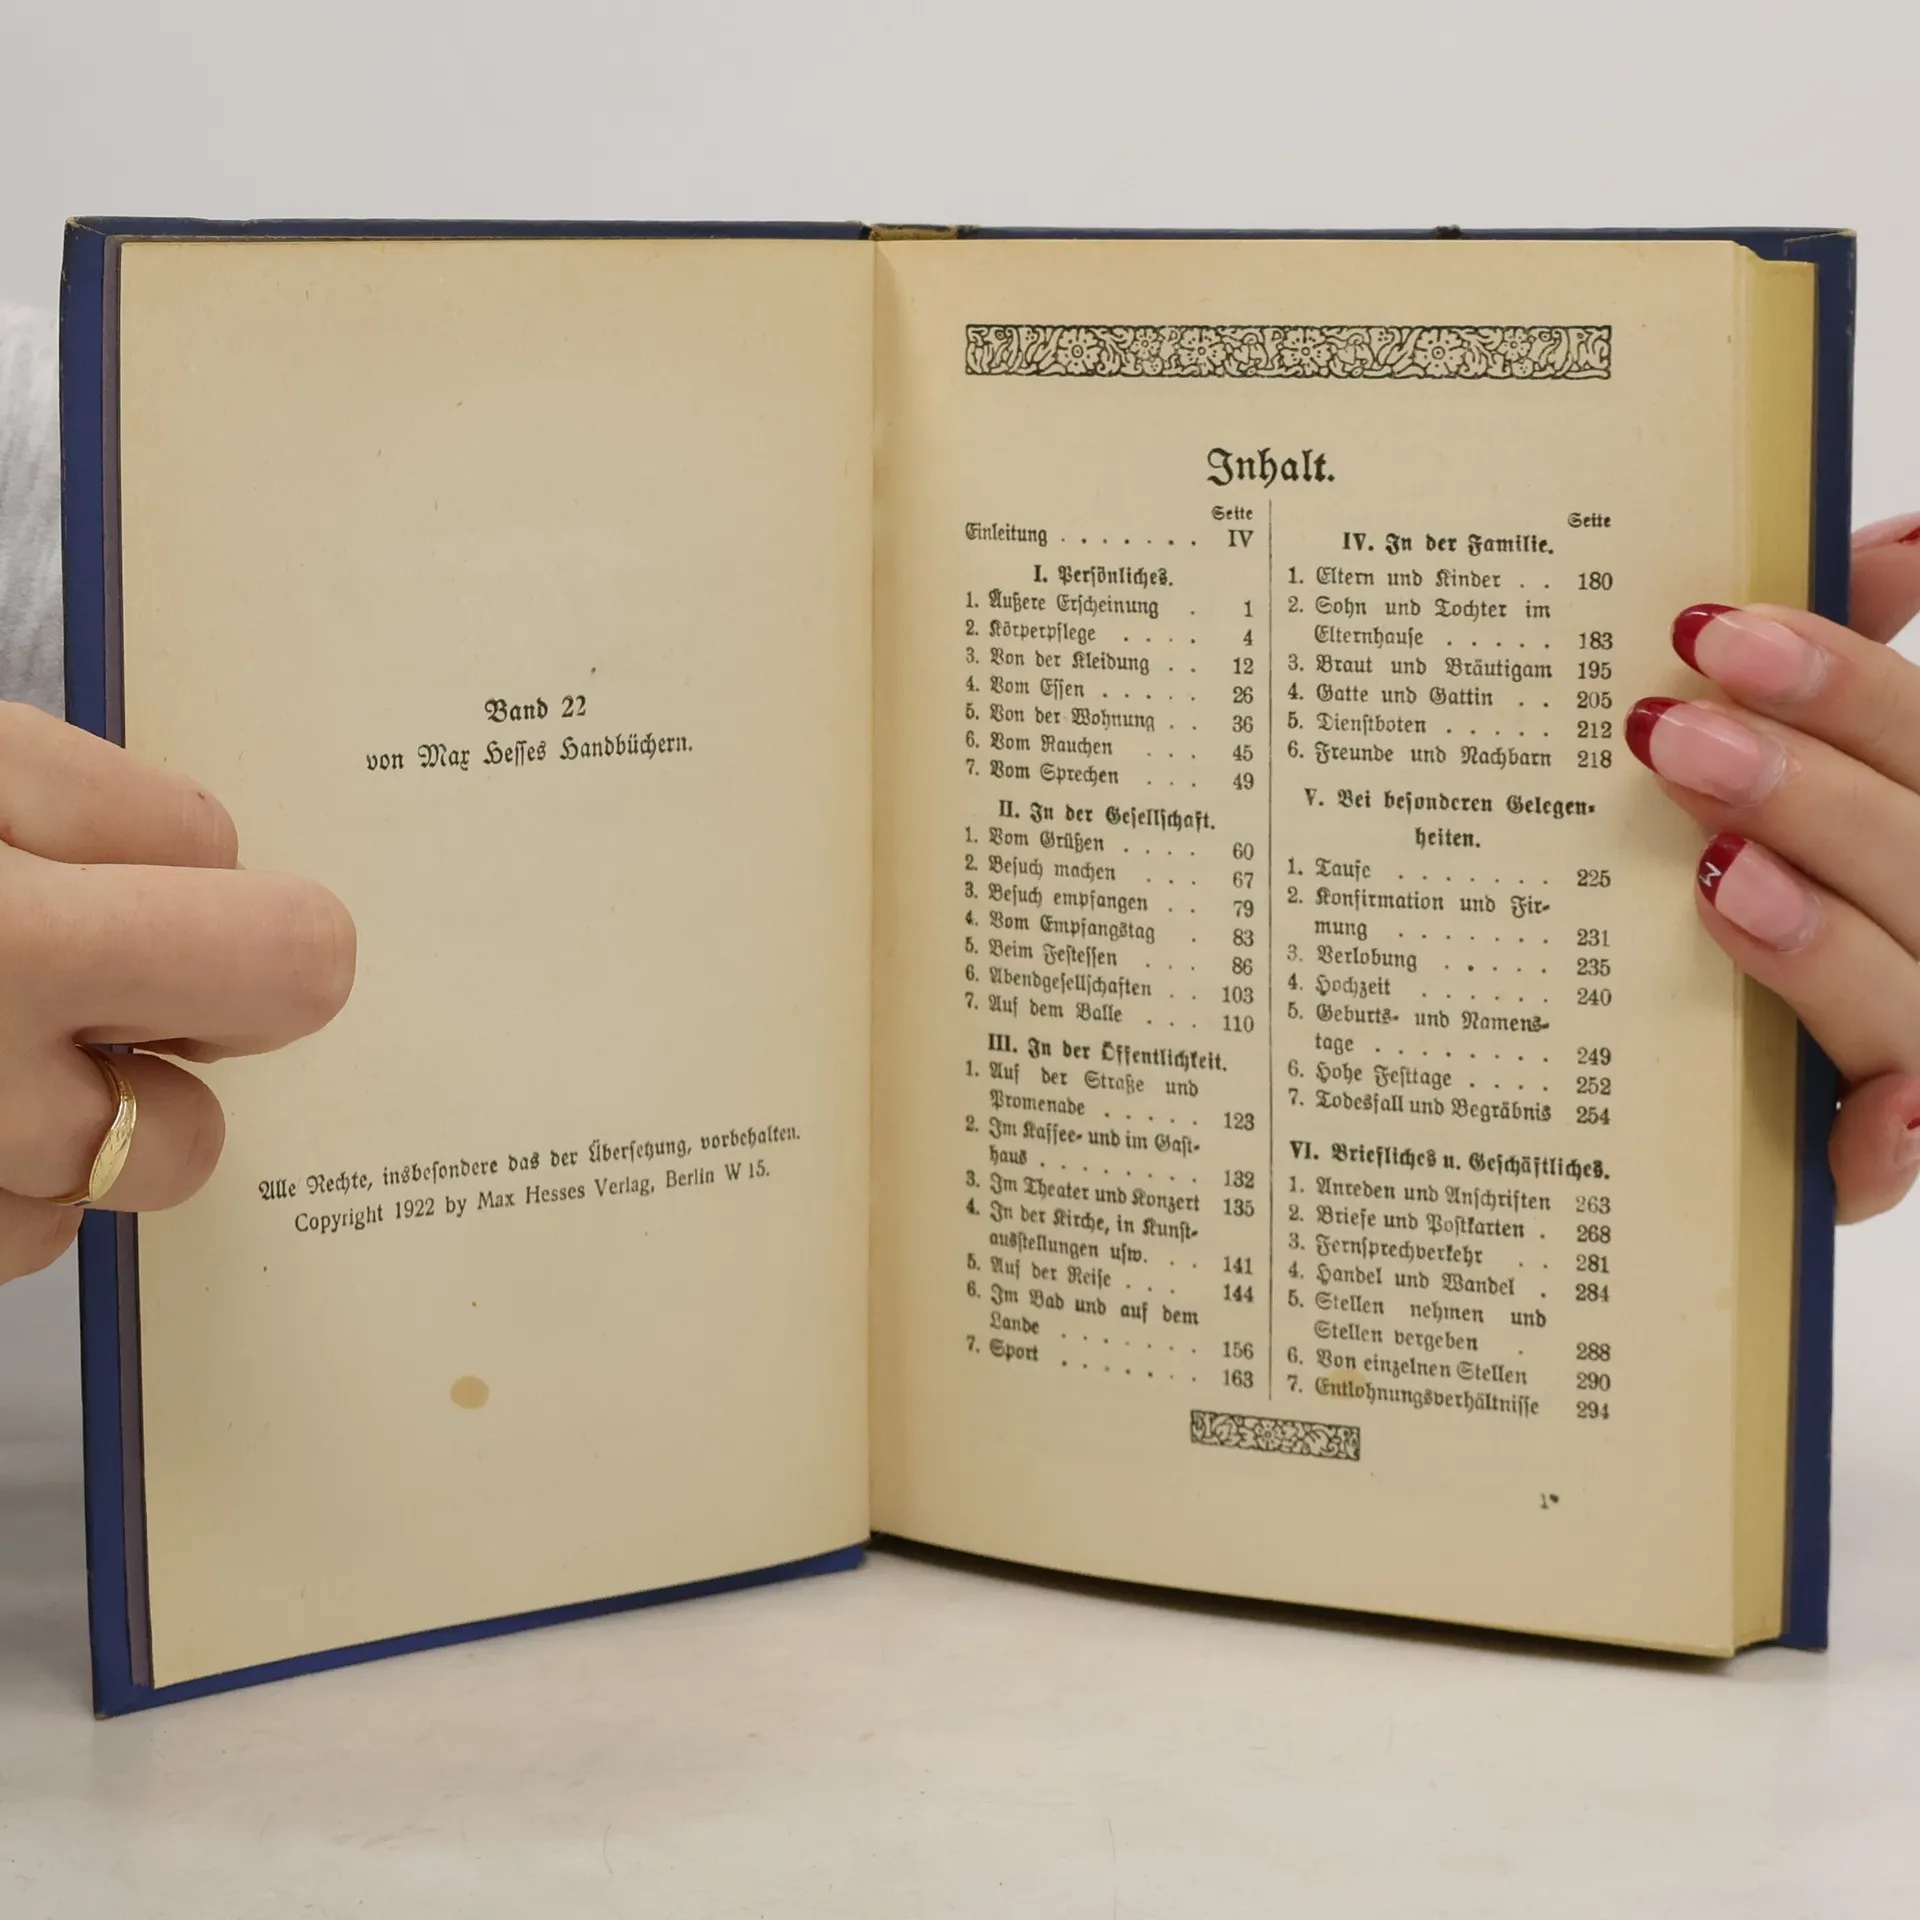 Band 22
von Max Hesses Handbüchern.
Alle Rechte, insbesondere das der Übersetzung, vorbehalten.
Copyright 1922 by Max Hesses Verlag, Berlin W 15.
Inhalt.
Seite
Einleitung . . . . . . . IV
I. Persönliches.
1. Äußere Erscheinung . 1
2. Körperpflege . . . . 4
3. Von der Kleidung . . 12
4. Vom Essen . . . . . 26
5. Von der Wohnung . . 36
6. Vom Rauchen . . . 45
7. Vom Sprechen . . . 49
II. In der Gesellschaft.
1. Vom Grüßen . . . . 60
2. Besuch machen . . . 67
3. Besuch empfangen . . 79
4. Vom Empfangstag . 83
5. Beim Festessen . . . 86
6. Abendgesellschaften . . 103
7. Auf dem Balle . . . 110
III. In der Öffentlichkeit.
1. Auf der Straße und
Promenade . . . . . 123
2. Im Kaffee- und im Gast-
haus . . . . . . . 132
3. Im Theater und Konzert 135
4. In der Kirche, in Kunst-
ausstellungen usw. . . 141
5. Auf der Reise . . . 144
6. Im Bad und auf dem
Lande . . . . . . 156
7. Sport . . . . . . 163
Seite
IV. In der Familie.
1. Eltern und Kinder . . 180
2. Sohn und Tochter im
Elternhause . . . . . 183
3. Braut und Bräutigam 195
4. Gatte und Gattin . . 205
5. Dienstboten . . . . . 212
6. Freunde und Nachbarn 218
V. Bei besonderen Gelegen-
heiten.
1. Taufe . . . . . . . 225
2. Konfirmation und Fir-
mung . . . . . . . 231
3. Verlobung . . . . . 235
4. Hochzeit . . . . . . 240
5. Geburts- und Namens-
tage . . . . . . . . 249
6. Hohe Festtage . . . . 252
7. Todesfall und Begräbnis 254
VI. Briefliches u. Geschäftliches.
1. Anreden und Anschriften 263
2. Briefe und Postkarten . 268
3. Fernsprechverkehr . . 281
4. Handel und Wandel . 284
5. Stellen nehmen und
Stellen vergeben . 288
6. Von einzelnen Stellen 290
7. Entlohnungsverhältnisse 294
1*